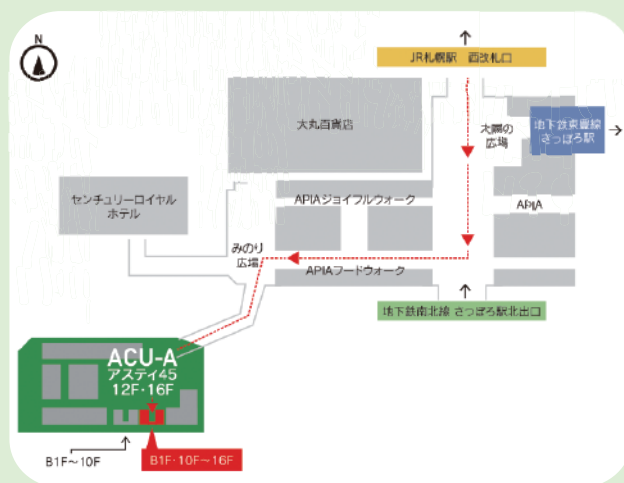 N
JR札幌駅 西改札口
大丸百貨店
太陽の
広場
地下鉄東豊線
さっぽろ駅
センチュリーロイヤル
ホテル
APIAジョイフルウォーク
APIA
みのり
広場
APIAフードウォーク
地下鉄南北線 さっぽろ駅北出口
ACU-A
アスティ45
12F・16F
B1F～10F
B1F・10F～16F